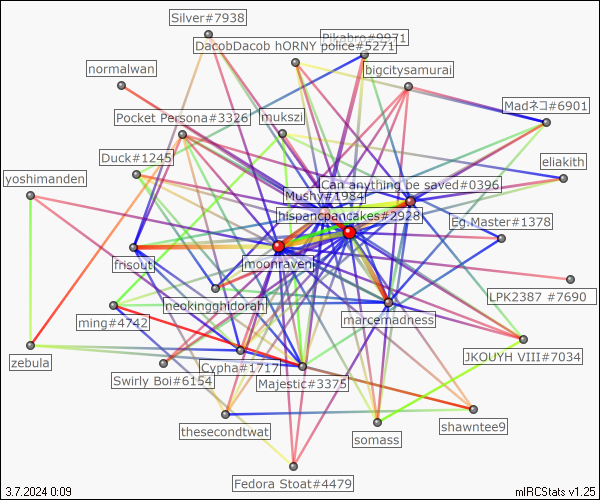 Silver#7938
Pikabro#9971
DacobDacob hORNY police#5271
normalwan
bigcitysamurai
Madネコ#6901
Pocket Persona#3326
mukszi
Duck#1245
eliakith
yoshimanden
Can anything be saved#0396
Mushy#1984
hispancpancakes#2928
Eg.Master#1378
frisout
moonraven
LPK2387 #7690
neokingghidorah
ming#4742
marcemadness
zebula
Cypha#1717
JKOUYH VIII#7034
Swirly Boi#6154
Majestic#3375
thesecondtwat
somass
shawntee9
Fedora Stoat#4479
3.7.2024 0:09
mIRCStats v1.25